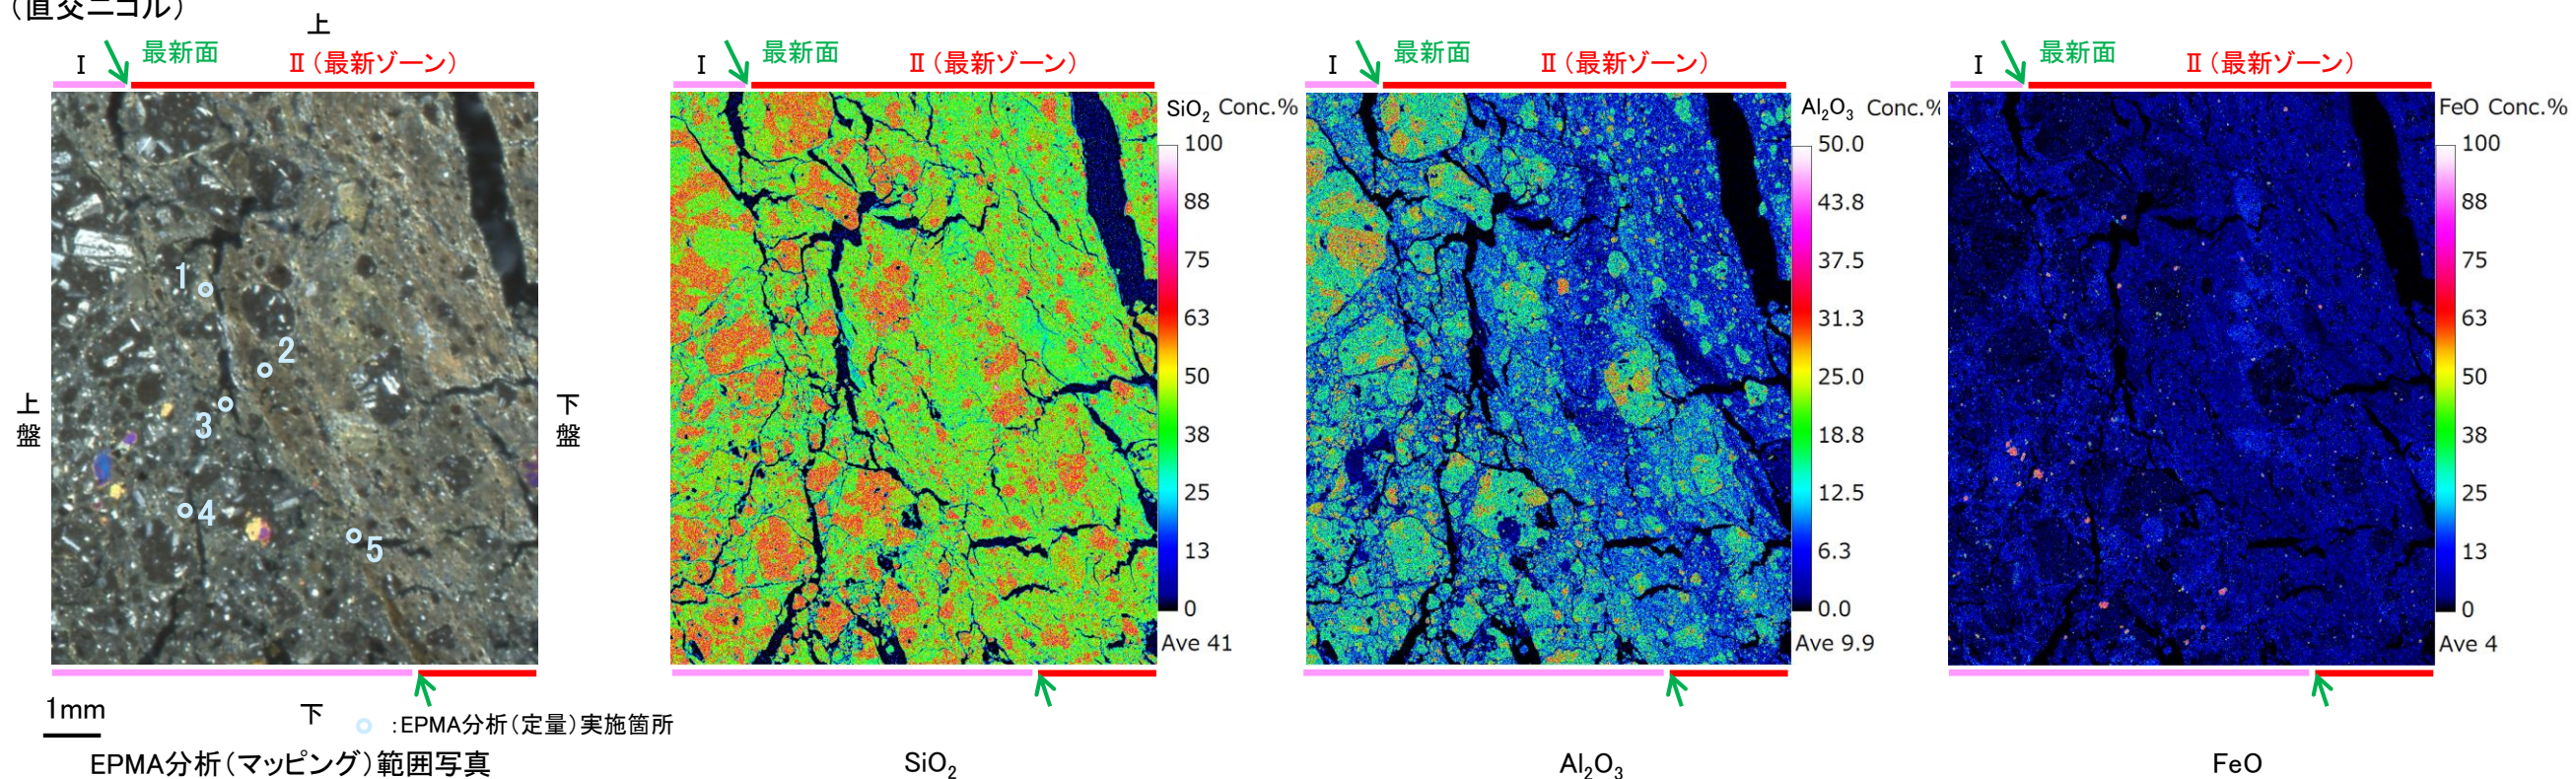 (直交ニコル)
上
I
最新面
Ⅱ(最新ゾーン)
上盤
下盤
1
2
3
4
5
1mm
下
:EPMA分析(定量)実施箇所
EPMA分析(マッピング)範囲写真
I
最新面
Ⅱ(最新ゾーン)
SiO₂ Conc.%
100
88
75
63
50
38
25
13
0
Ave 41
SiO₂
I
最新面
Ⅱ(最新ゾーン)
Al₂O₃ Conc.%
50.0
43.8
37.5
31.3
25.0
18.8
12.5
6.3
0.0
Ave 9.9
Al₂O₃
I
最新面
Ⅱ(最新ゾーン)
FeO Conc.%
100
88
75
63
50
38
25
13
0
Ave 4
FeO